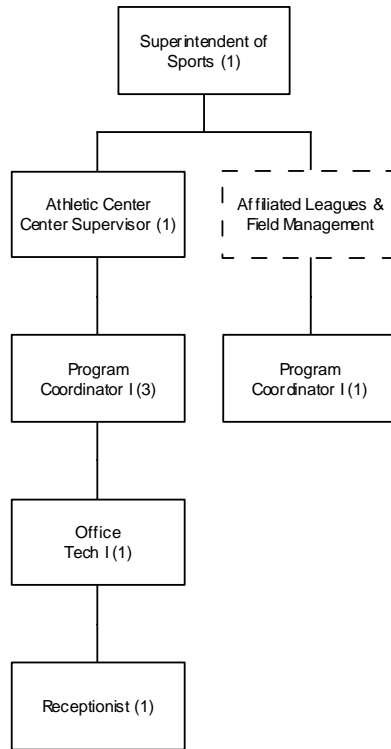 Superintendent of
Sports (1)
Athletic Center
Center Supervisor (1)
Affiliated Leagues &
Field Management
Program
Coordinator I (3)
Program
Coordinator I (1)
Office
Tech I (1)
Receptionist (1)